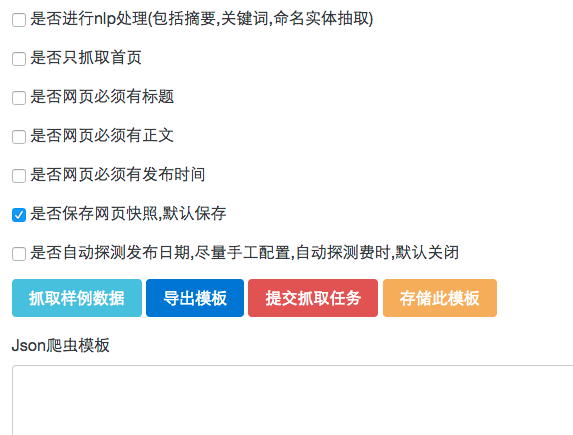 是否进行nlp处理(包括摘要,关键词,命名实体抽取)
是否只抓取首页
是否网页必须有标题
是否网页必须有正文
是否网页必须有发布时间
是否保存网页快照,默认保存
是否自动探测发布日期,尽量手工配置,自动探测费时,默认关闭
抓取样例数据 导出模板 提交抓取任务 存储此模板
Json爬虫模板